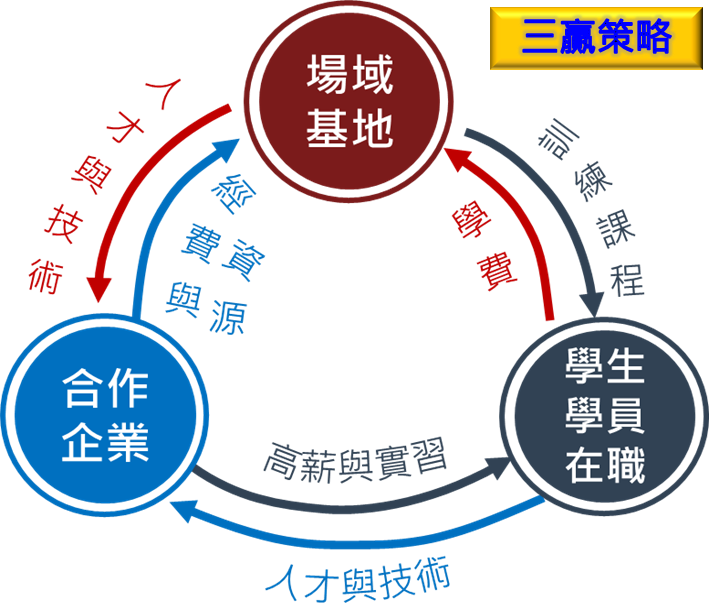 三贏策略
場域
基地
人才與技術
經費與
資源
學費
訓練課程
合作
企業
學生
學員
在職
高薪與實習
人才與技術